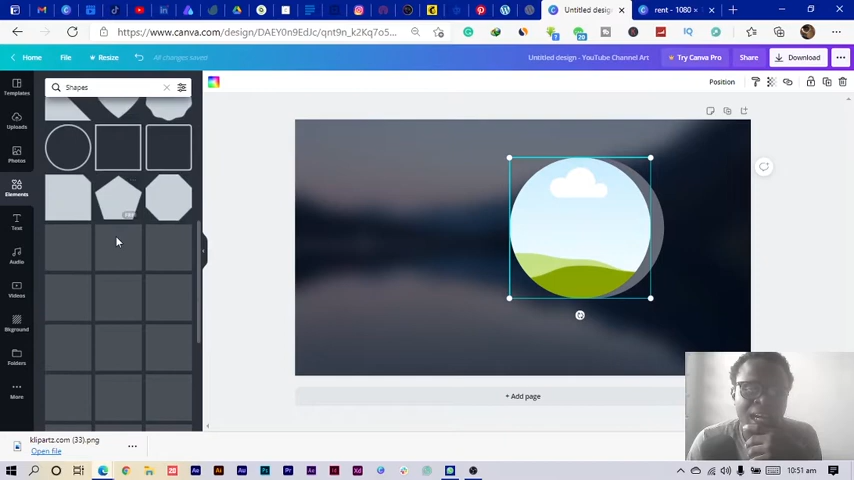 Untitled design
rent - 1080 ×
https://www.canva.com/design/DAEY0n9EdJc/qnt9n_k2Kq7o5...
Home
File
Resize
All changes saved
Untitled design - YouTube Channel Art
Try Canva Pro
Share
Download
Templates
Shapes
Position
Uploads
Photos
Elements
FREE
Text
Audio
Videos
Bkground
Folders
More
+ Add page
klipartz.com (33).png
Open file
10:51 am